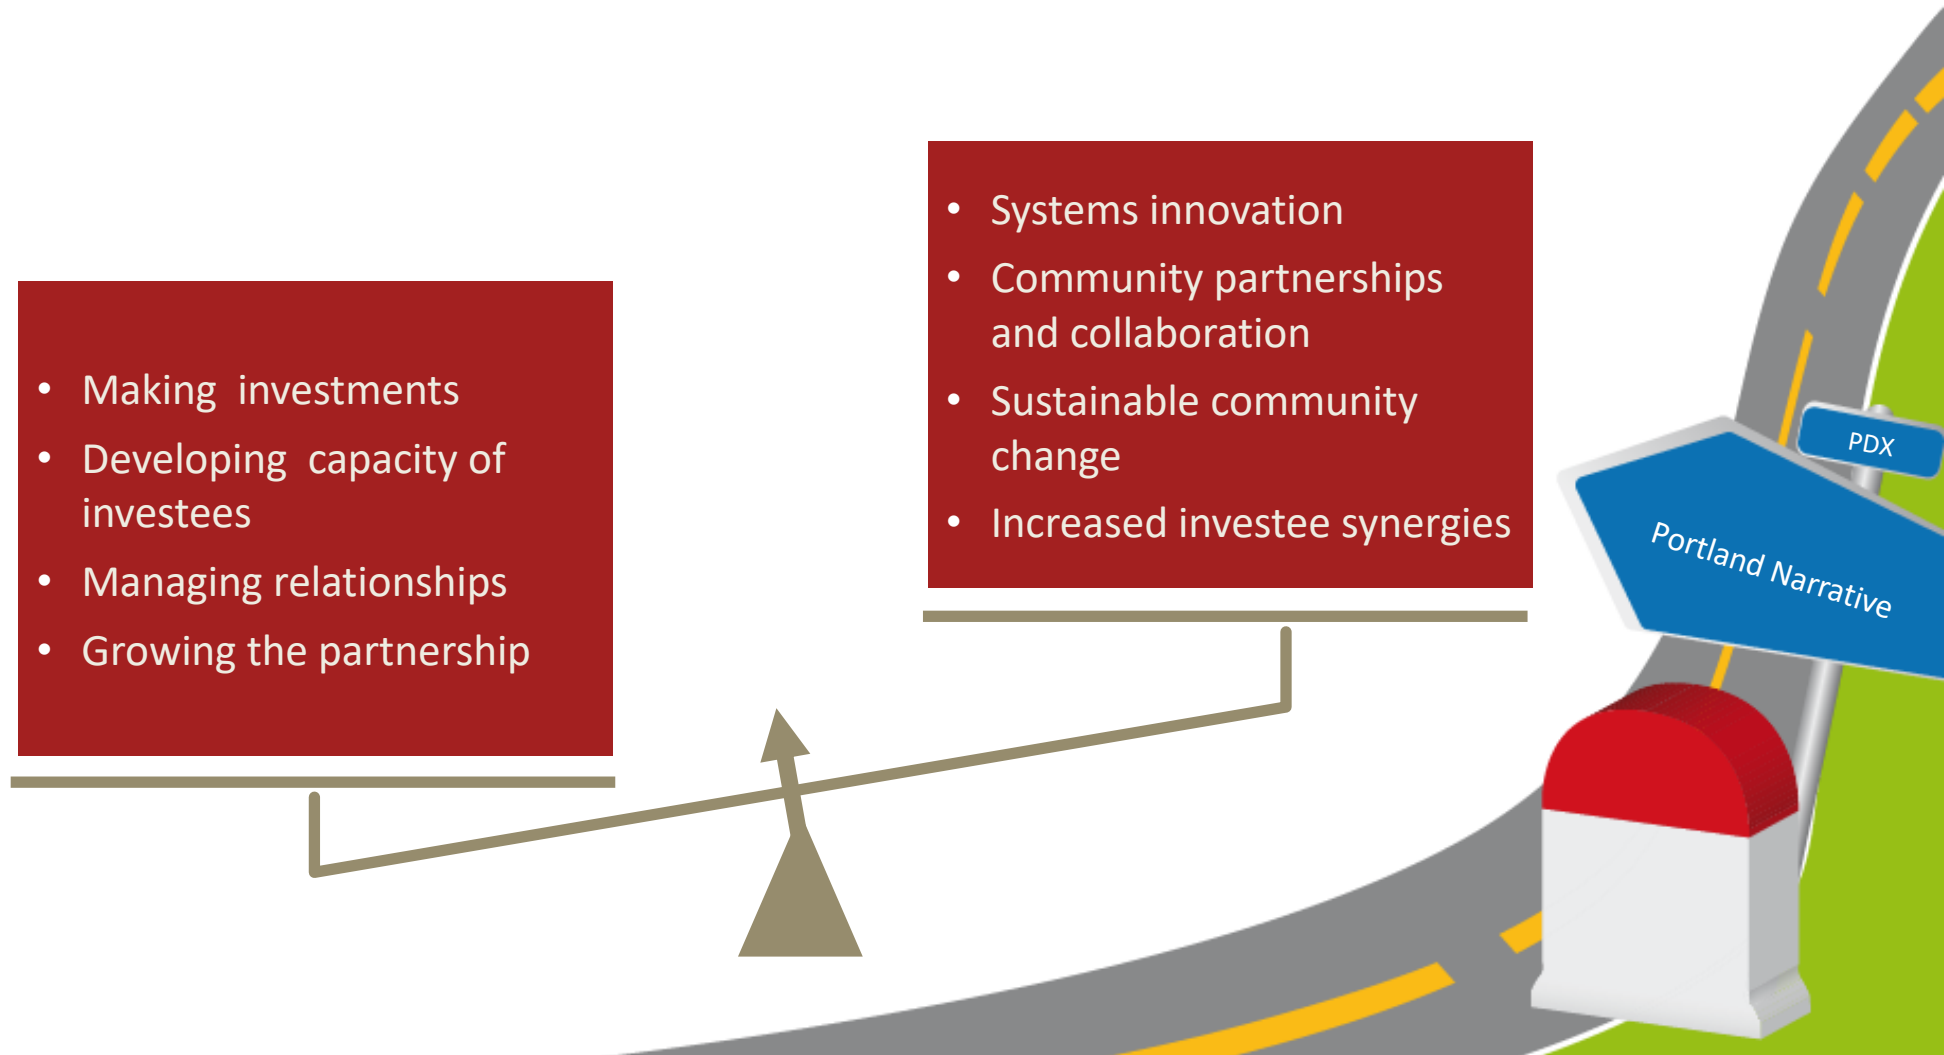 • Making  investments
• Developing  capacity of
investees
• Managing relationships
• Growing the partnership
• Systems innovation
• Community partnerships
and collaboration
• Sustainable community
change
• Increased investee synergies
PDX
Portland Narrative